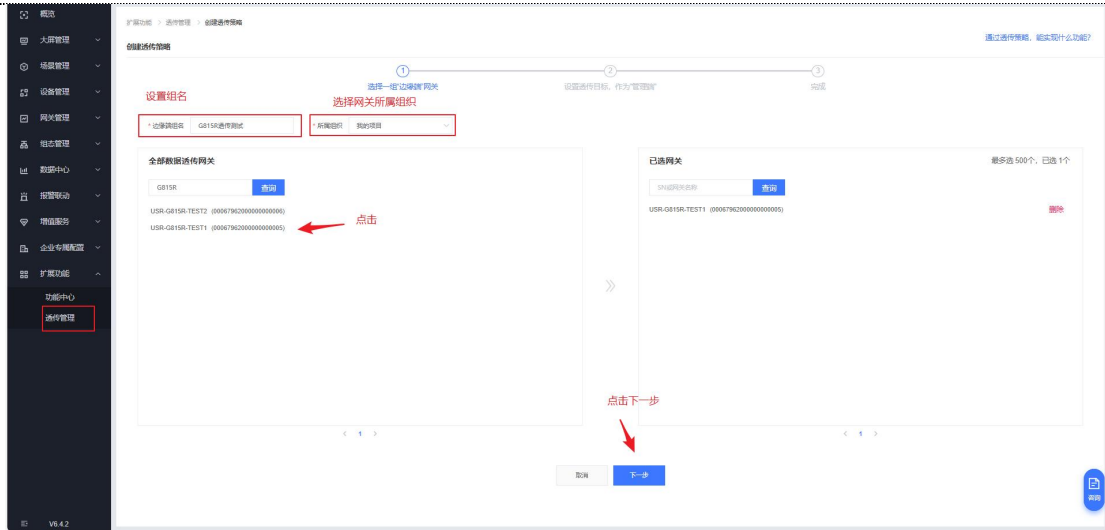 概览
大屏管理
场景管理
设备管理
网关管理
组态管理
数据中心
报警联动
增值服务
企业专属配置
扩展功能
功能中心
透传管理
V6.4.2
扩展功能 > 透传管理 > 创建透传策略
创建透传策略
通过透传策略，能实现什么功能?
1 2 3
选择一组"边缘端"网关 设置透传目标，作为"管理端" 完成
设置组名 选择网关所属组织
* 边缘端组名 G815R透传测试 * 所属组织 我的项目
全部数据透传网关
G815R 查询
USR-G815R-TEST2 (00067962000000000006)
USR-G815R-TEST1 (00067962000000000005)
点击
< 1 >
已选网关 最多选 500个，已选 1个
SN或网关名称 查询
USR-G815R-TEST1 (00067962000000000005) 删除
< 1 >
点击下一步
取消 下一步
咨询